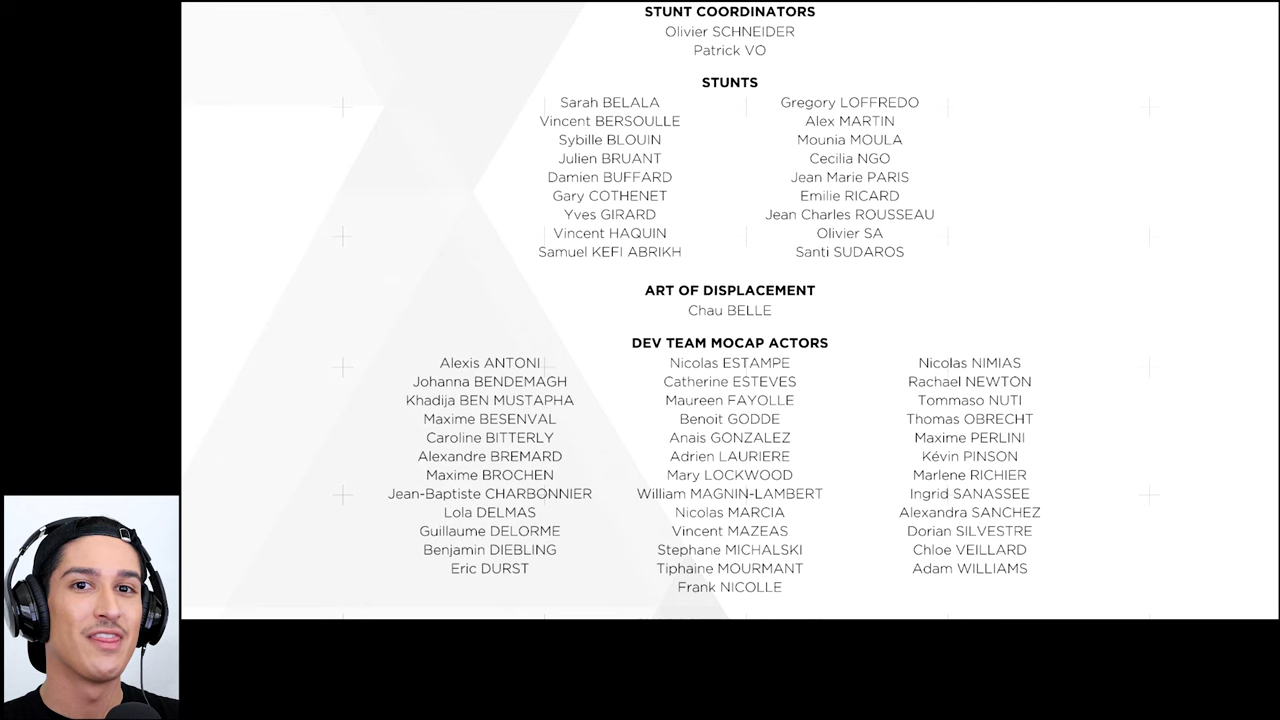 STUNT COORDINATORS
Olivier SCHNEIDER
Patrick VO
STUNTS
Sarah BELALA
Vincent BERSOULLE
Sybille BLOUIN
Julien BRUANT
Damien BUFFARD
Gary COTHENET
Yves GIRARD
Vincent HAQUIN
Samuel KEFI ABRIKH
Gregory LOFFREDO
Alex MARTIN
Mounia MOULA
Cecilia NGO
Jean Marie PARIS
Emilie RICARD
Jean Charles ROUSSEAU
Olivier SA
Santi SUDAROS
ART OF DISPLACEMENT
Chau BELLE
DEV TEAM MOCAP ACTORS
Alexis ANTONI
Johanna BENDEMAGH
Khadija BEN MUSTAPHA
Maxime BESENVAL
Caroline BITTERLY
Alexandre BREMARD
Maxime BROCHEN
Jean-Baptiste CHARBONNIER
Lola DELMAS
Guillaume DELORME
Benjamin DIEBLING
Eric DURST
Nicolas ESTAMPE
Catherine ESTEVES
Maureen FAYOLLE
Benoit GODDE
Anais GONZALEZ
Adrien LAURIERE
Mary LOCKWOOD
William MAGNIN-LAMBERT
Nicolas MARCIA
Vincent MAZEAS
Stephane MICHALSKI
Tiphaine MOURMANT
Frank NICOLLE
Nicolas NIMIAS
Rachael NEWTON
Tommaso NUTI
Thomas OBRECHT
Maxime PERLINI
Kévin PINSON
Marlene RICHIER
Ingrid SANASSEE
Alexandra SANCHEZ
Dorian SILVESTRE
Chloe VEILLARD
Adam WILLIAMS